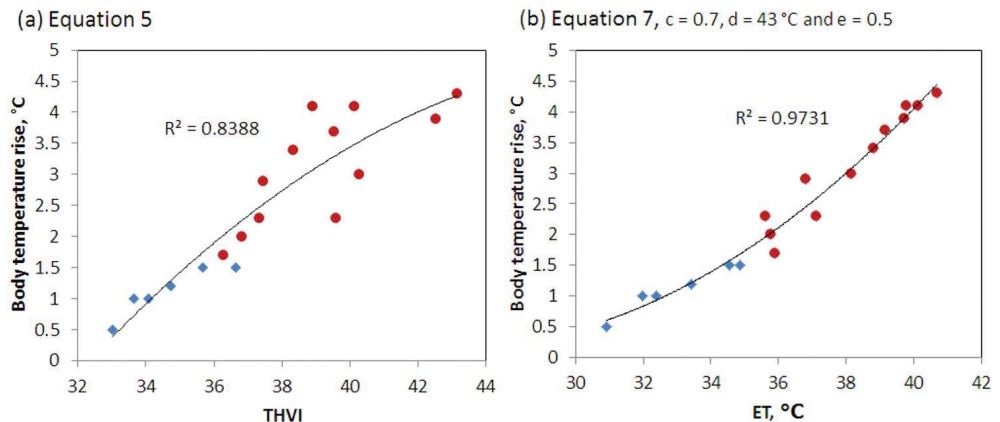 (a) Equation 5
5
4.5
4
3.5
3
2.5
2
1.5
1
0.5
0
Body temperature rise, °C
R² = 0.8388
32 34 36 38 40 42 44
THVI
(b) Equation 7, c = 0.7, d = 43 °C and e = 0.5
5
4.5
4
3.5
3
2.5
2
1.5
1
0.5
0
Body temperature rise, °C
R² = 0.9731
30 32 34 36 38 40 42
ET, °C